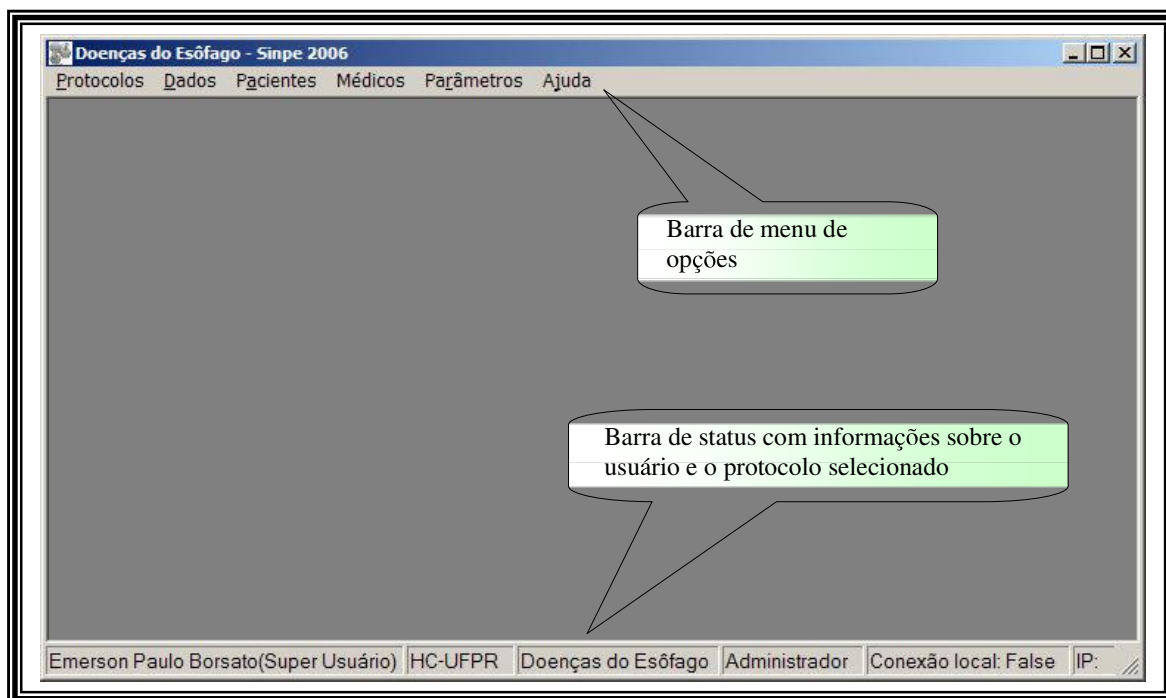 Doenças do Esôfago - Sinpe 2006
Protocolos Dados Pacientes Médicos Parâmetros Ajuda
Barra de menu de
opções
Barra de status com informações sobre o
usuário e o protocolo selecionado
Emerson Paulo Borsato(Super Usuário) HC-UFPR Doenças do Esôfago Administrador Conexão local: False IP: